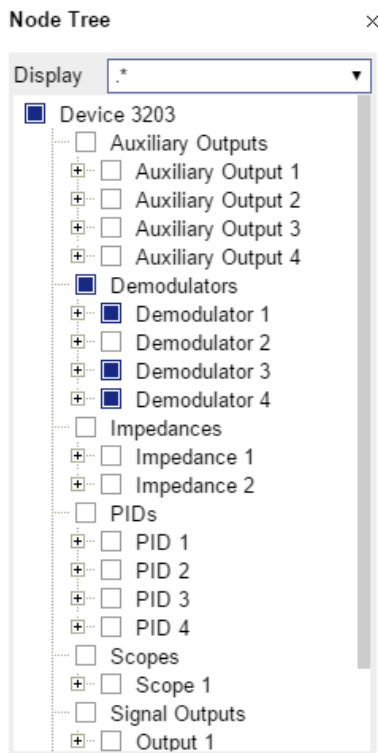 Node Tree
Display .*
Device 3203
Auxiliary Outputs
Auxiliary Output 1
Auxiliary Output 2
Auxiliary Output 3
Auxiliary Output 4
Demodulators
Demodulator 1
Demodulator 2
Demodulator 3
Demodulator 4
Impedances
Impedance 1
Impedance 2
PIDs
PID 1
PID 2
PID 3
PID 4
Scopes
Scope 1
Signal Outputs
Output 1